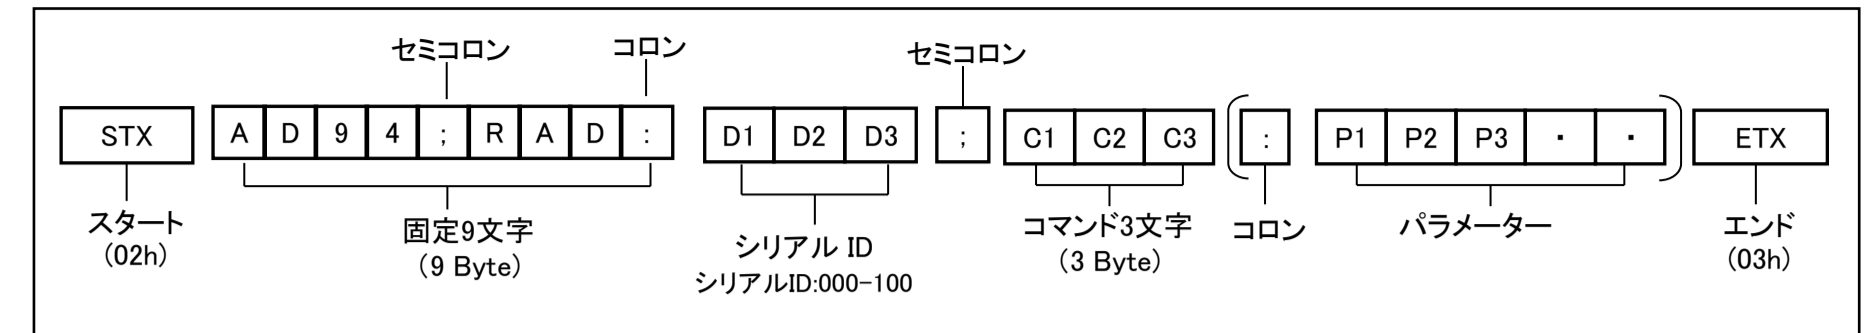 セミコロン コロン セミコロン
STX A D 9 4 ; R A D : D1 D2 D3 ; C1 C2 C3 ( : P1 P2 P3 ・ ・ ) ETX
スタート 固定9文字 シリアル ID コマンド3文字 コロン パラメーター エンド
(02h) (9 Byte) シリアルID:000-100 (3 Byte) (03h)